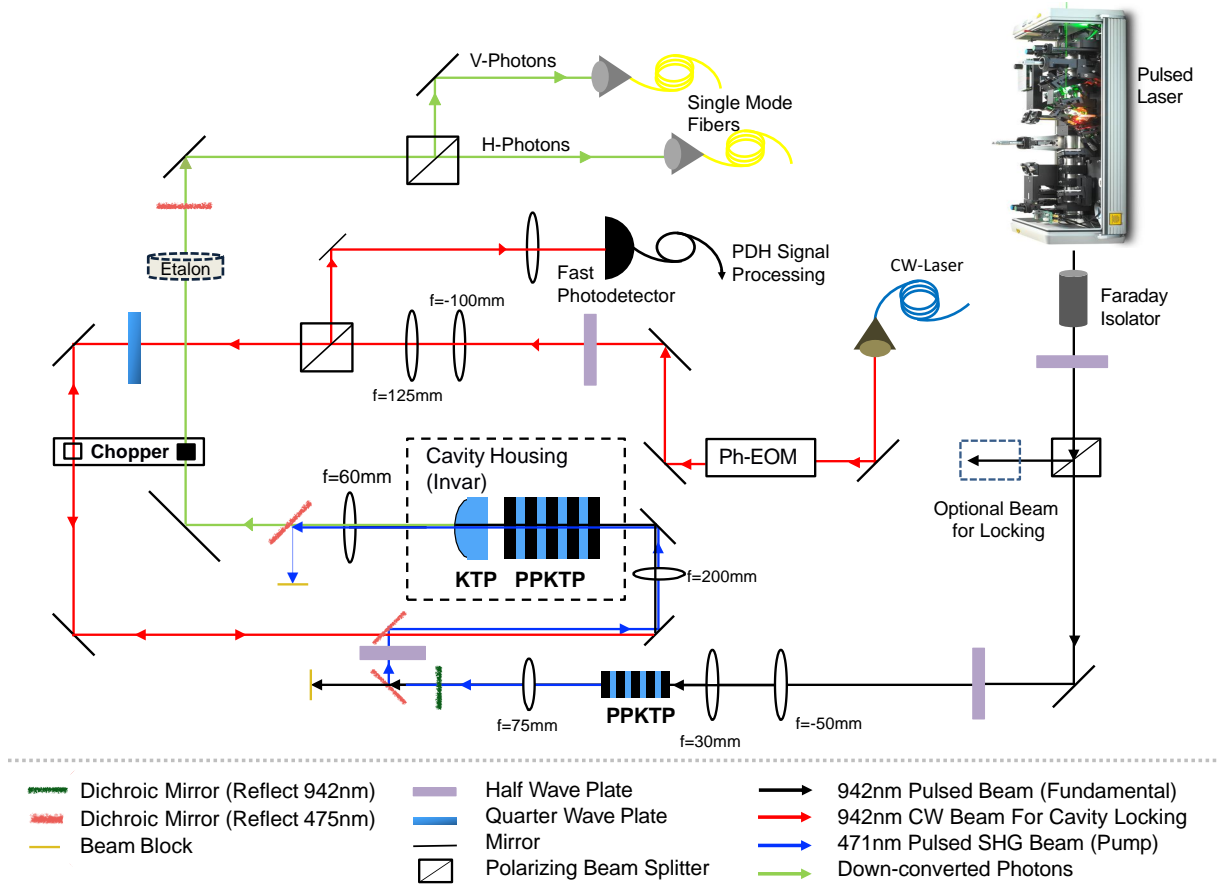 V-Photons
Single Mode
Fibers
H-Photons
Pulsed
Laser
Etalon
PDH Signal
Processing
Fast
Photodetector
CW-Laser
Faraday
Isolator
f=-100mm
f=125mm
Chopper
Cavity Housing
(Invar)
Ph-EOM
f=60mm
Optional Beam
for Locking
KTP
PPKTP
f=200mm
PPKTP
f=75mm
f=30mm
f=-50mm
Dichroic Mirror (Reflect 942nm)
Dichroic Mirror (Reflect 475nm)
Beam Block
Half Wave Plate
Quarter Wave Plate
Mirror
Polarizing Beam Splitter
942nm Pulsed Beam (Fundamental)
942nm CW Beam For Cavity Locking
471nm Pulsed SHG Beam (Pump)
Down-converted Photons